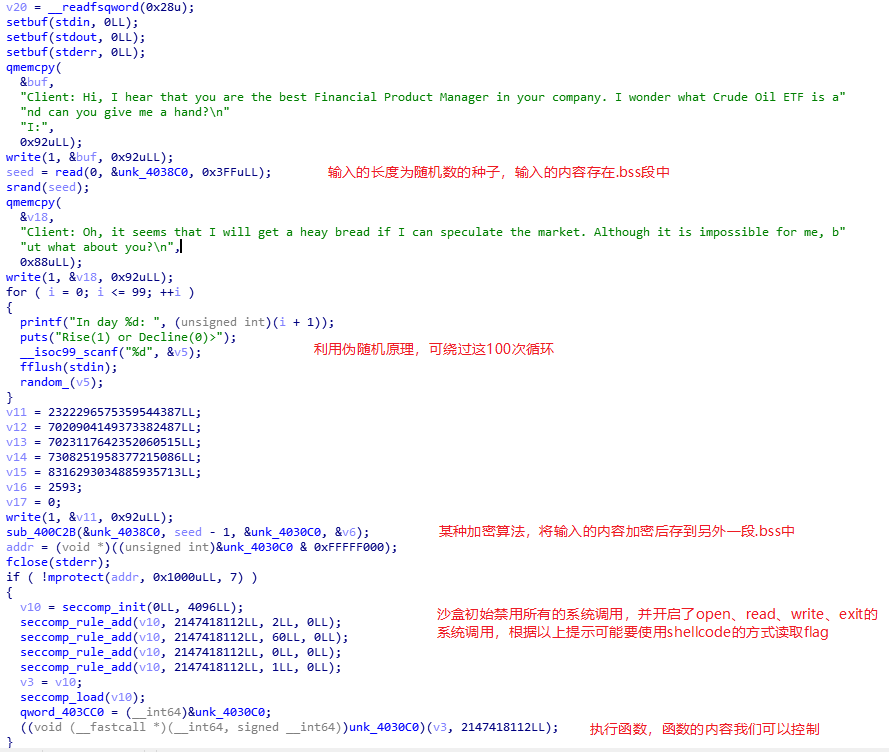 v20 = __readfsqword(0x28u);
setbuf(stdin, 0LL);
setbuf(stdout, 0LL);
setbuf(stderr, 0LL);
qmemcpy(
&buf,
"Client: Hi, I hear that you are the best Financial Product Manager in your company. I wonder what Crude Oil ETF is a"
"nd can you give me a hand?\n"
"I:",
0x92uLL);
write(1, &buf, 0x92uLL);
seed = read(0, &unk_4038C0, 0x3FFuLL); 输入的长度为随机数的种子，输入的内容存在.bss段中
srand(seed);
qmemcpy(
&v18,
"Client: Oh, it seems that I will get a heay bread if I can speculate the market. Although it is impossible for me, b"
"ut what about you?\n",
0x88uLL);
write(1, &v18, 0x92uLL);
for ( i = 0; i <= 99; ++i )
{
printf("In day %d: ", (unsigned int)(i + 1));
puts("Rise(1) or Decline(0)>");
__isoc99_scanf("%d", &v5); 利用伪随机原理，可绕过这100次循环
fflush(stdin);
random_(v5);
}
v11 = 2322296575359544387LL;
v12 = 7020904149373382487LL;
v13 = 7023117642352060515LL;
v14 = 7308251958377215086LL;
v15 = 8316293034885935713LL;
v16 = 2593;
v17 = 0;
write(1, &v11, 0x92uLL);
sub_400C2B(&unk_4038C0, seed - 1, &unk_4030C0, &v6); 某种加密算法，将输入的内容加密后存到另外一段.bss中
addr = (void *)((unsigned int)&unk_4030C0 & 0xFFFFF000);
fclose(stderr);
if ( !mprotect(addr, 0x1000uLL, 7) )
{
v10 = seccomp_init(0LL, 4096LL); 沙盒初始禁用所有的系统调用，并开启了open、read、write、exit的
seccomp_rule_add(v10, 2147418112LL, 2LL, 0LL); 系统调用，根据以上提示可能要使用shellcode的方式读取flag
seccomp_rule_add(v10, 2147418112LL, 60LL, 0LL);
seccomp_rule_add(v10, 2147418112LL, 0LL, 0LL);
seccomp_rule_add(v10, 2147418112LL, 1LL, 0LL);
v3 = v10;
seccomp_load(v10);
qword_403CC0 = (__int64)&unk_4030C0;
((void (__fastcall *)(__int64, signed __int64))unk_4030C0)(v3, 2147418112LL); 执行函数，函数的内容我们可以控制
}